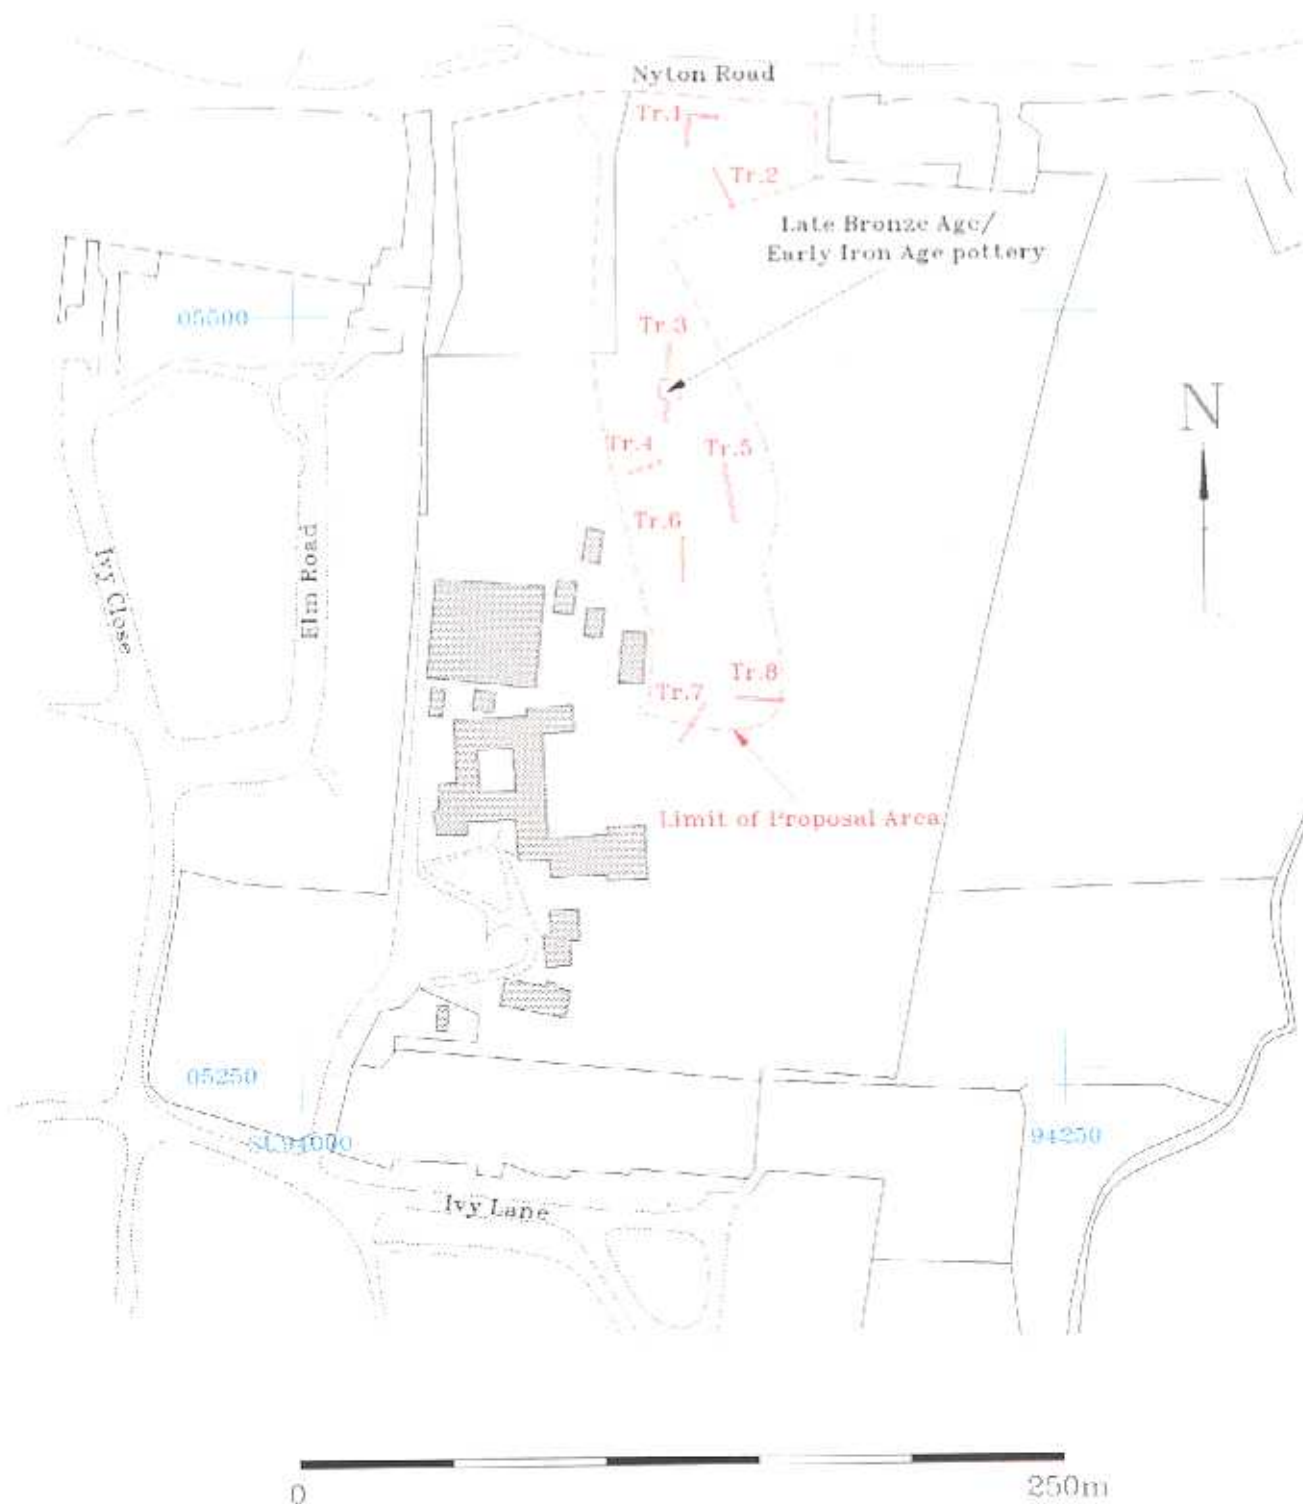 Nyton Road
Tr.1
Tr.2
Late Bronze Age/
Early Iron Age pottery
05500
Tr.3
N
Tr.4
Tr.5
Tr.6
Ivy Close
Elm Road
Tr.8
Tr.7
Limit of Proposal Area
05250
SU94000
94250
Ivy Lane
0
250m